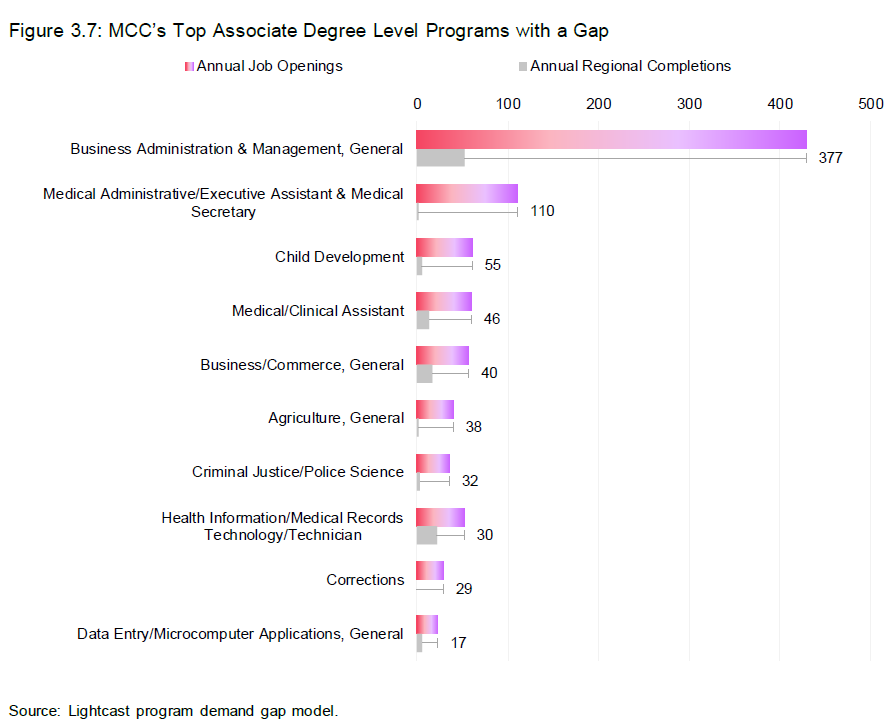 Figure 3.7: MCC’s Top Associate Degree Level Programs with a Gap
Annual Job Openings
Annual Regional Completions
0 100 200 300 400 500
Business Administration & Management, General
377
Medical Administrative/Executive Assistant & Medical
Secretary
110
Child Development
55
Medical/Clinical Assistant
46
Business/Commerce, General
40
Agriculture, General
38
Criminal Justice/Police Science
32
Health Information/Medical Records
Technology/Technician
30
Corrections
29
Data Entry/Microcomputer Applications, General
17
Source: Lightcast program demand gap model.